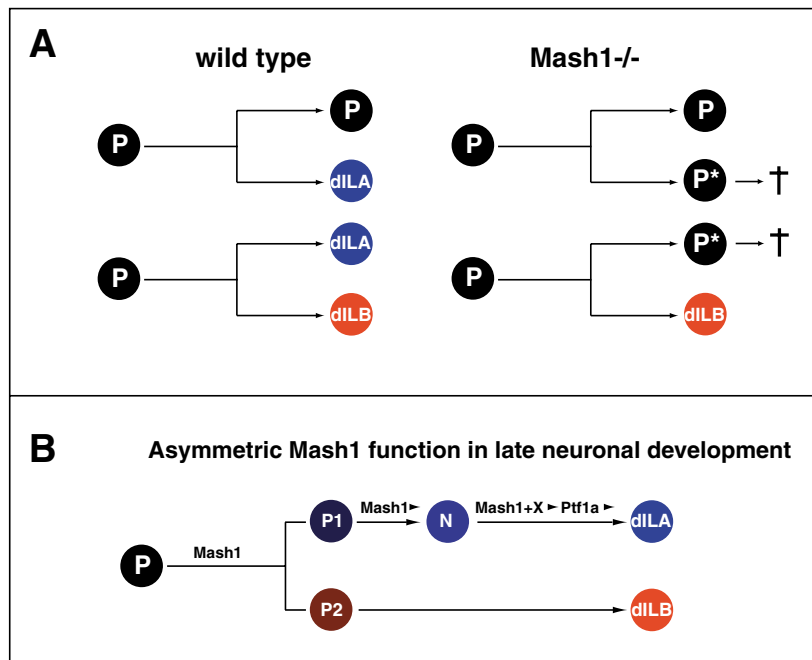 A
wild type
Mash1-/-
P
P
dILA
P
dILA
dILB
P
P
P* †
P
P* †
dILB
B
Asymmetric Mash1 function in late neuronal development
P
Mash1
P1
Mash1►
N
Mash1+X ► Ptf1a ►
dILA
P2
dILB